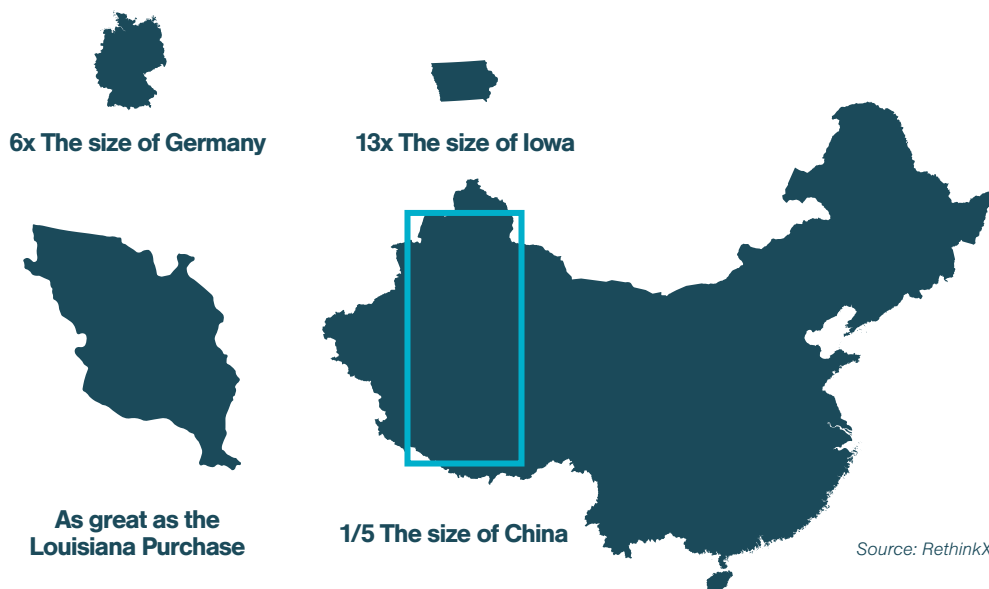 6x The size of Germany
13x The size of Iowa
As great as the
Louisiana Purchase
1/5 The size of China
Source: RethinkX